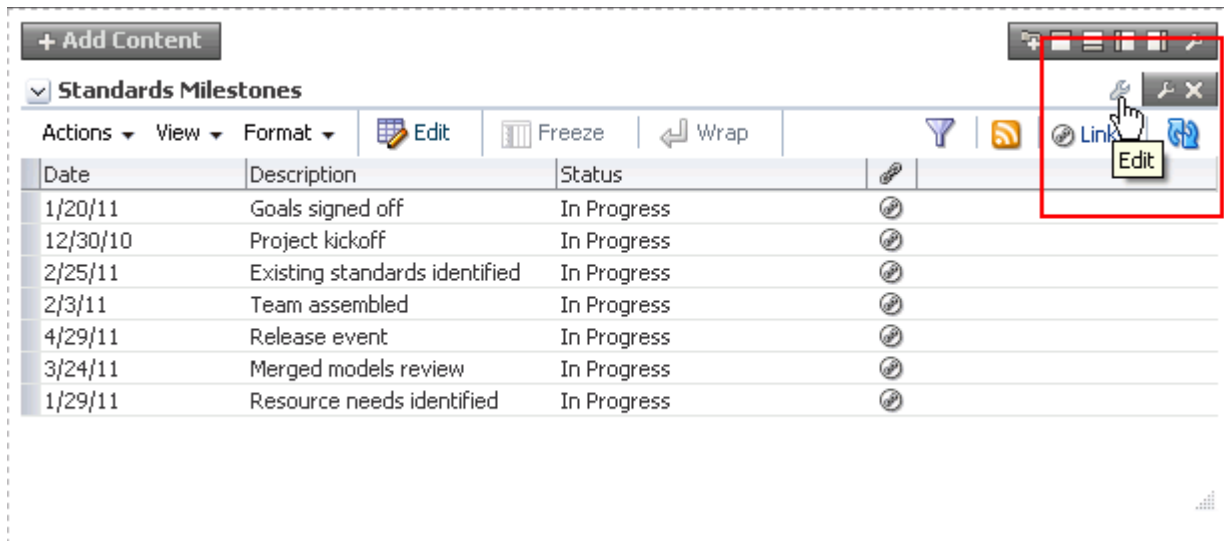 + Add Content
Standards Milestones
Actions View Format Edit Freeze Wrap Link
Edit
Date Description Status
1/20/11 Goals signed off In Progress
12/30/10 Project kickoff In Progress
2/25/11 Existing standards identified In Progress
2/3/11 Team assembled In Progress
4/29/11 Release event In Progress
3/24/11 Merged models review In Progress
1/29/11 Resource needs identified In Progress